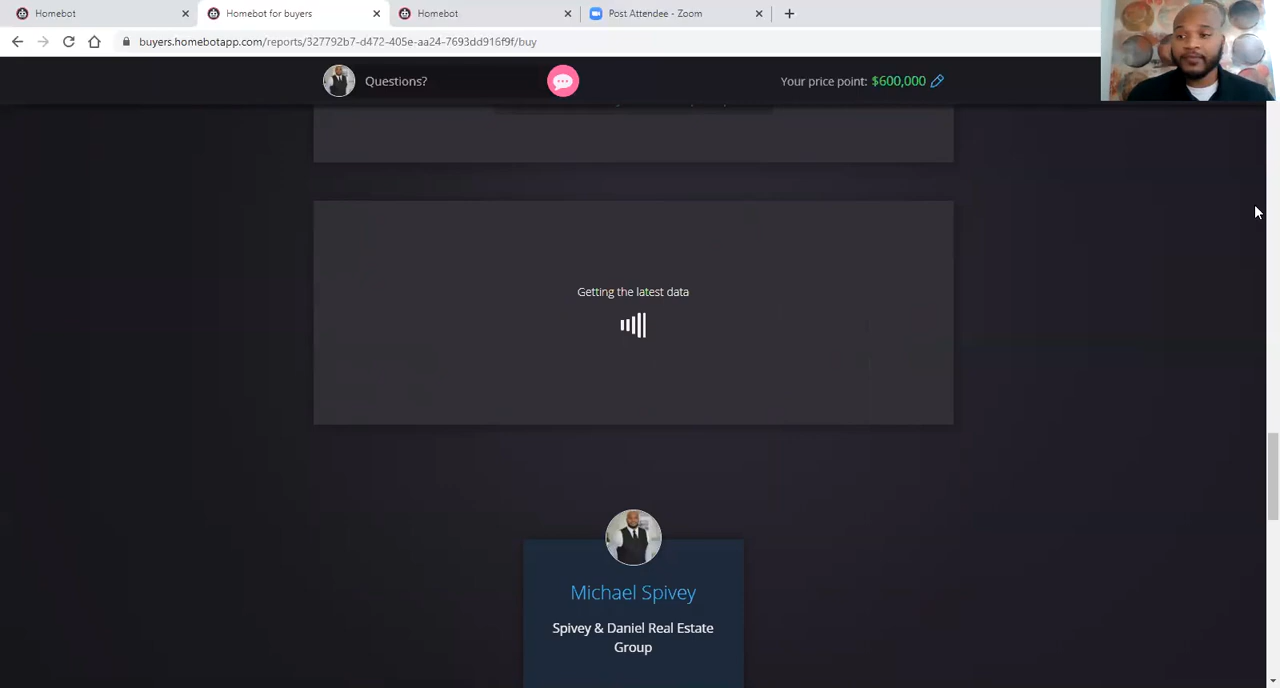 Homebot
Homebot for buyers
Homebot
Post Attendee - Zoom
buyers.homebotapp.com/reports/327792b7-d472-405e-aa24-7693dd916f9f/buy
Questions?
Your price point: $600,000
Getting the latest data
Michael Spivey
Spivey & Daniel Real Estate
Group